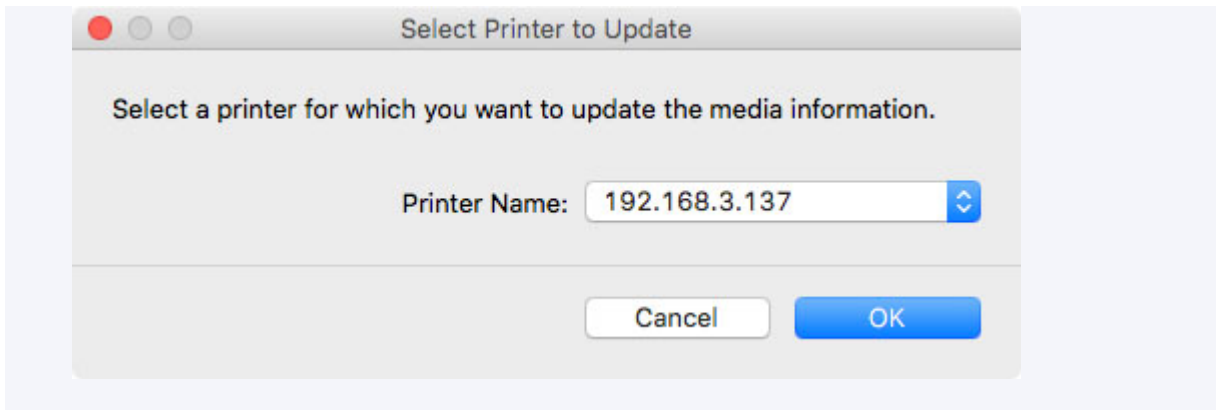 Select Printer to Update
Select a printer for which you want to update the media information.
Printer Name: 192.168.3.137
Cancel OK